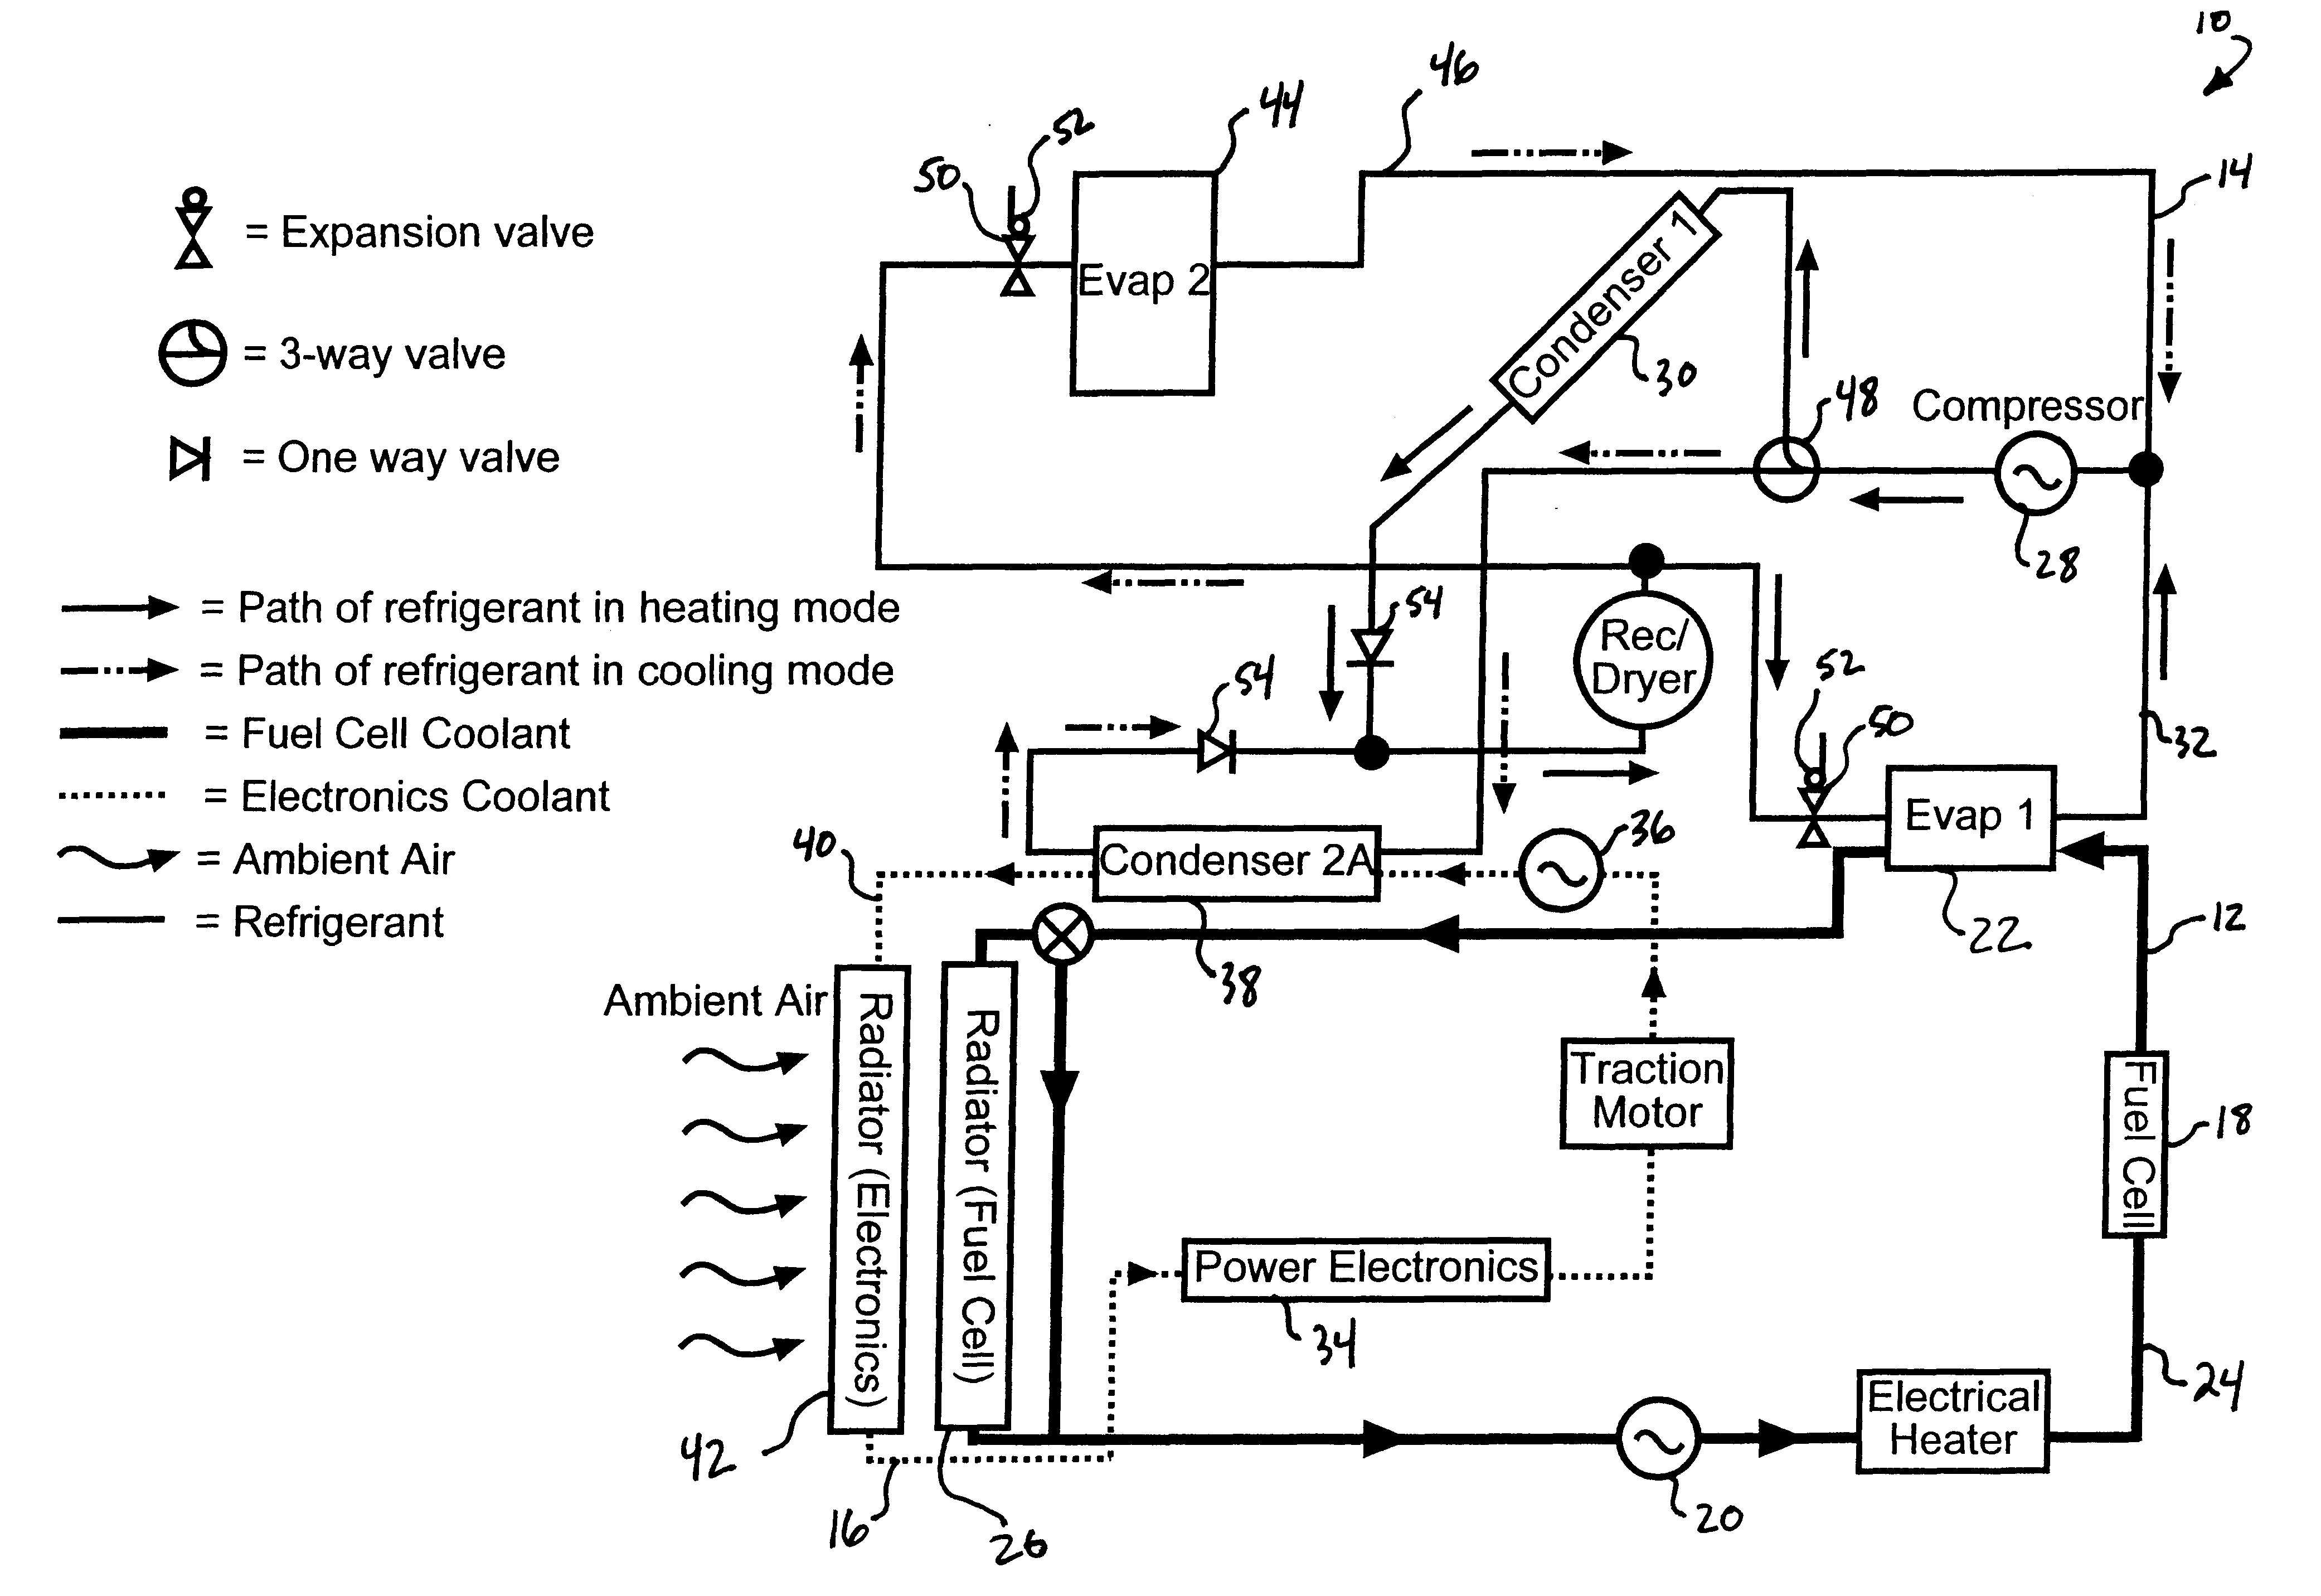 10
46
44
52
50
14
= Expansion valve
Evap 2
Condenser 1
30
= 3-way valve
48
Compressor
= One way valve
28
= Path of refrigerant in heating mode
54
Rec/
Dryer
= Path of refrigerant in cooling mode
54
52
50
32
= Fuel Cell Coolant
= Electronics Coolant
Evap 1
40
36
= Ambient Air
Condenser 2A
= Refrigerant
22
12
38
Ambient Air
Radiator (Electronics)
Radiator (Fuel Cell)
Traction
Motor
Fuel Cell
18
Power Electronics
34
24
Electrical
Heater
42
16
26
20